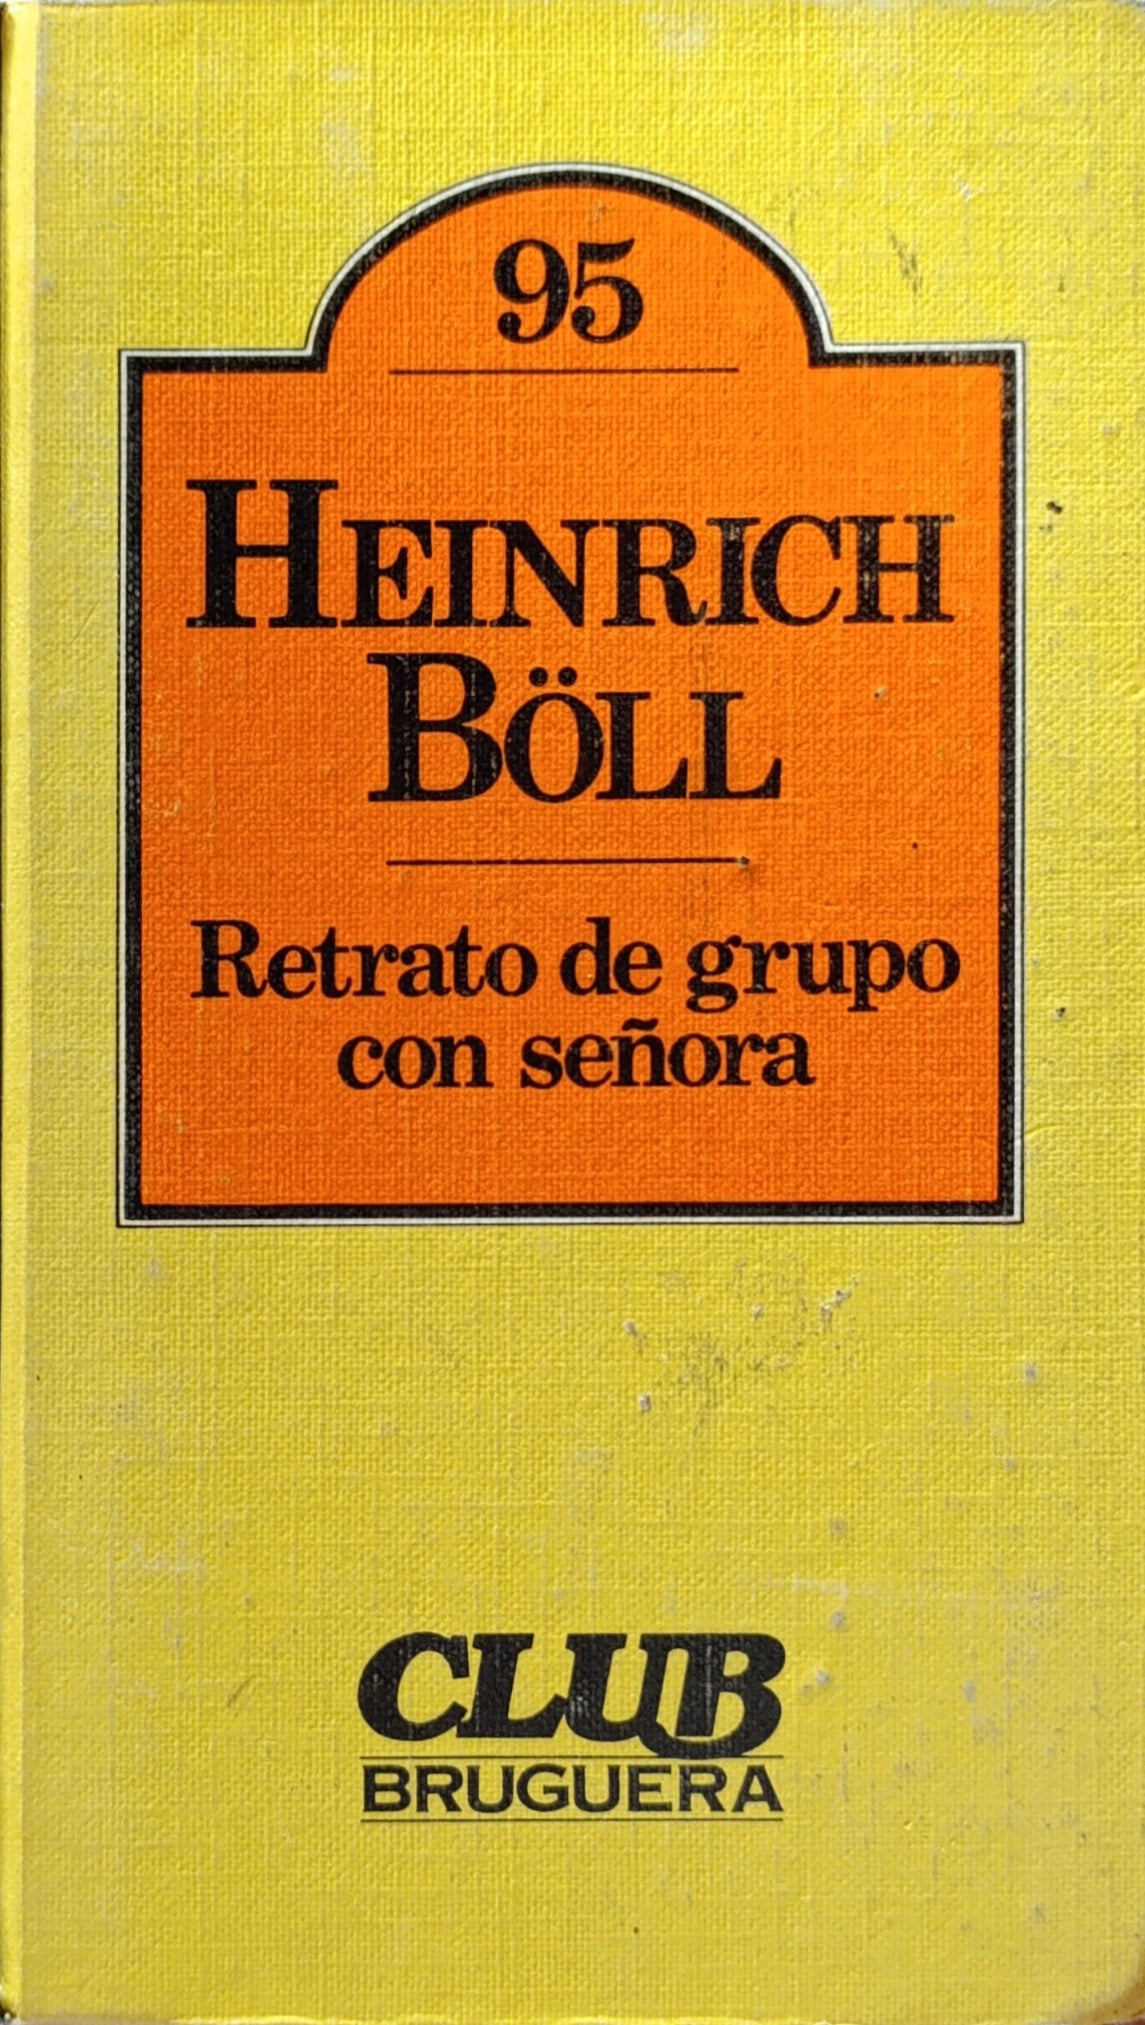 95
HEINRICH
BÖLL
Retrato de grupo
con señora
CLUB
BRUGUERA